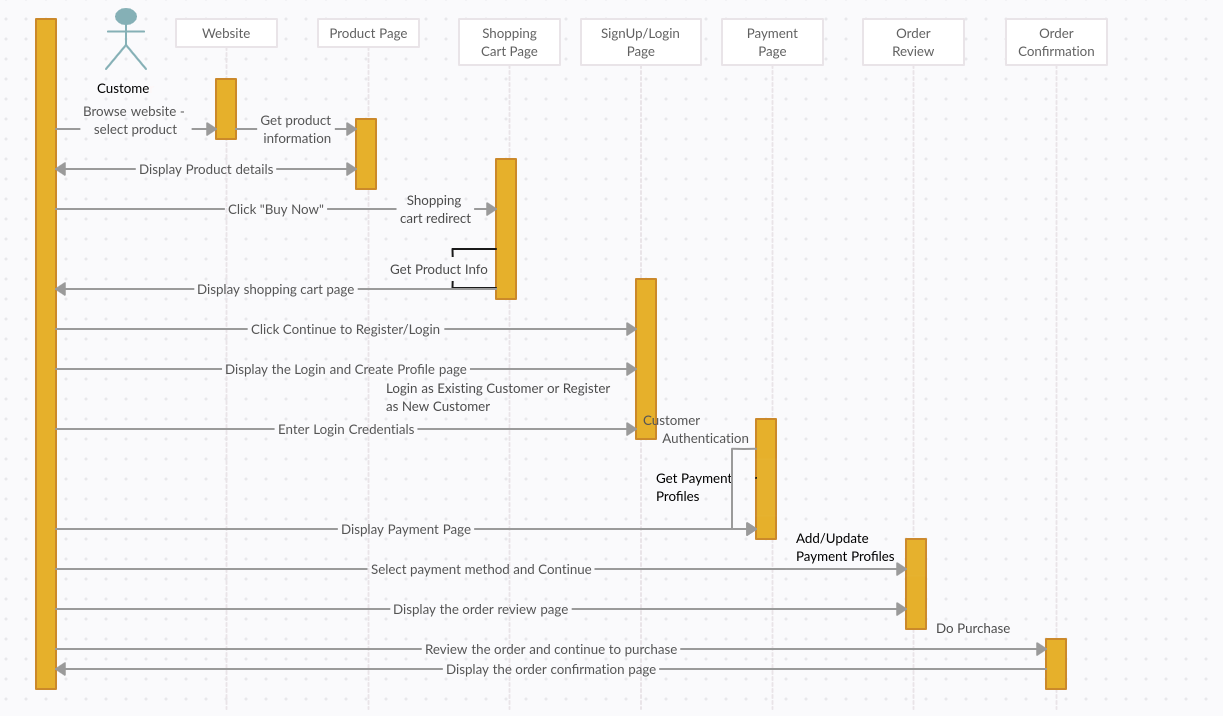 Website
Product Page
Shopping
Cart Page
SignUp/Login
Page
Payment
Page
Order
Review
Order
Confirmation
Custome
Browse website -
select product
Get product
information
Display Product details
Click "Buy Now"
Shopping
cart redirect
Get Product Info
Display shopping cart page
Click Continue to Register/Login
Display the Login and Create Profile page
Login as Existing Customer or Register
as New Customer
Enter Login Credentials
Customer
Authentication
Get Payment
Profiles
Display Payment Page
Add/Update
Payment Profiles
Select payment method and Continue
Display the order review page
Do Purchase
Review the order and continue to purchase
Display the order confirmation page